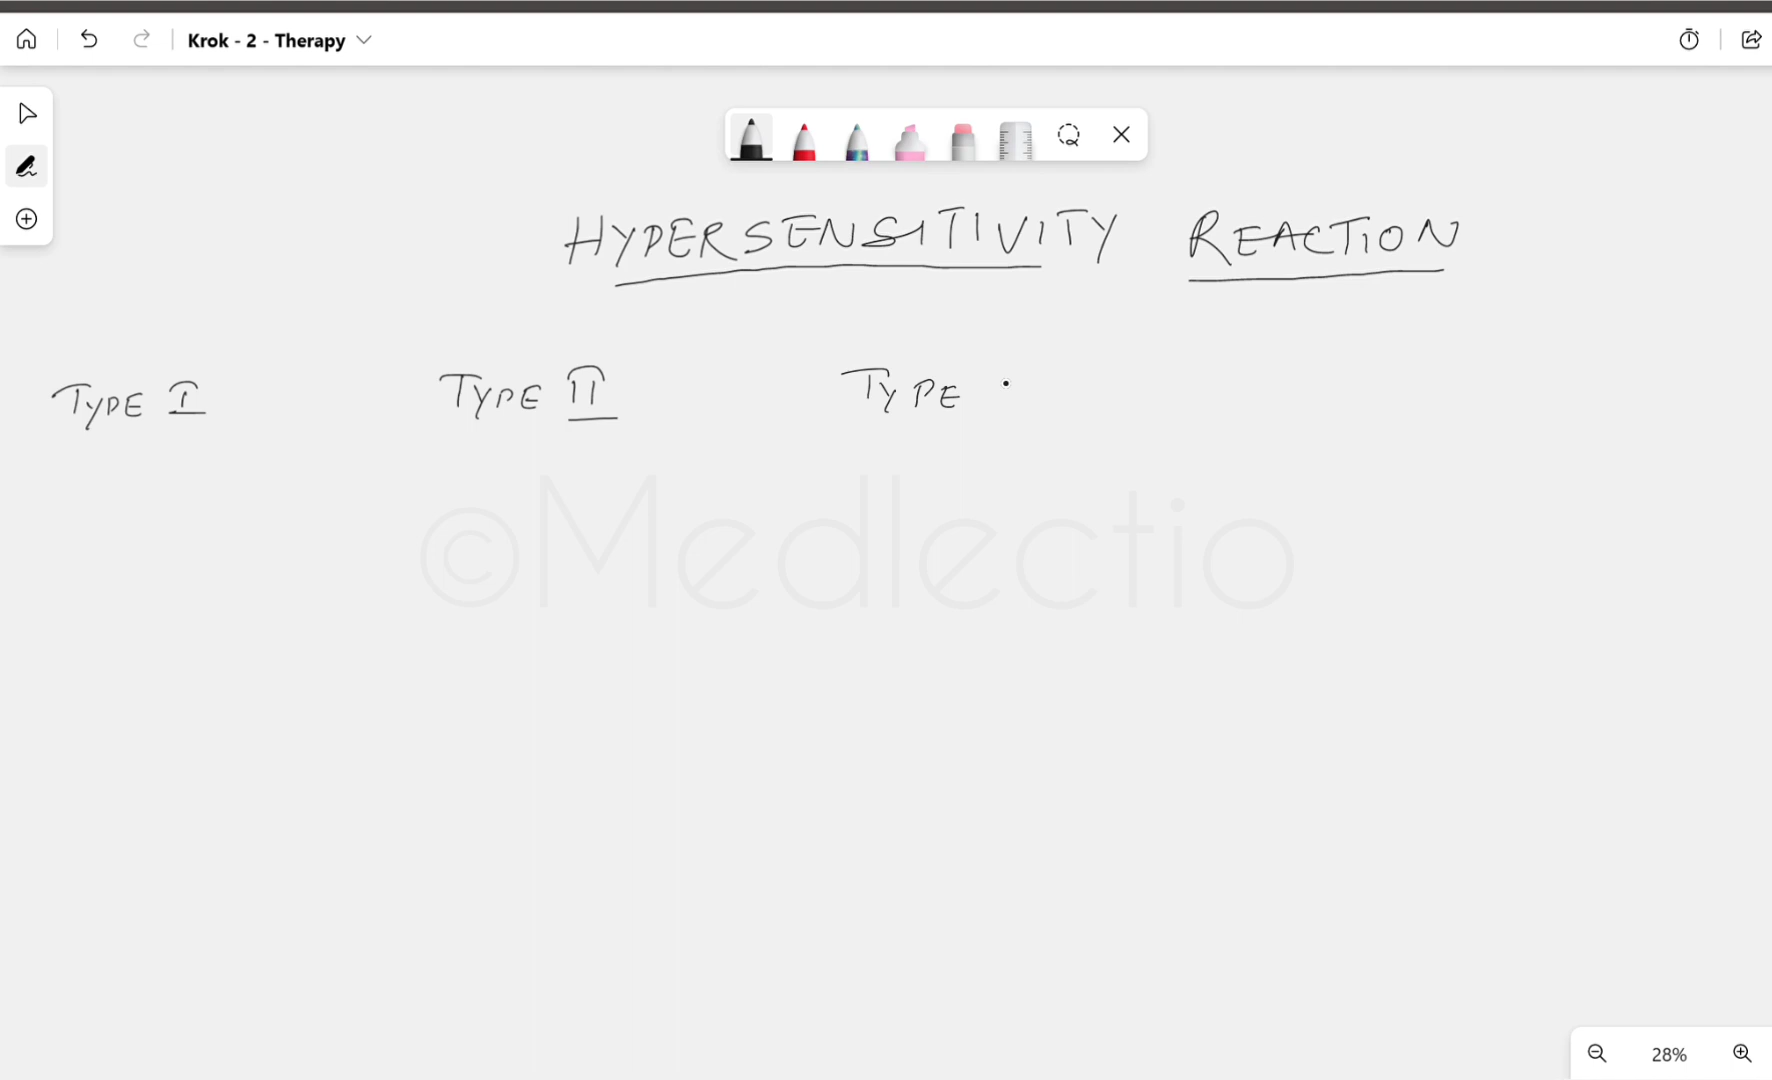 Krok - 2 - Therapy
HYPERSENSITIVITY REACTION
TYPE I TYPE II TYPE
©Medlectio
28%